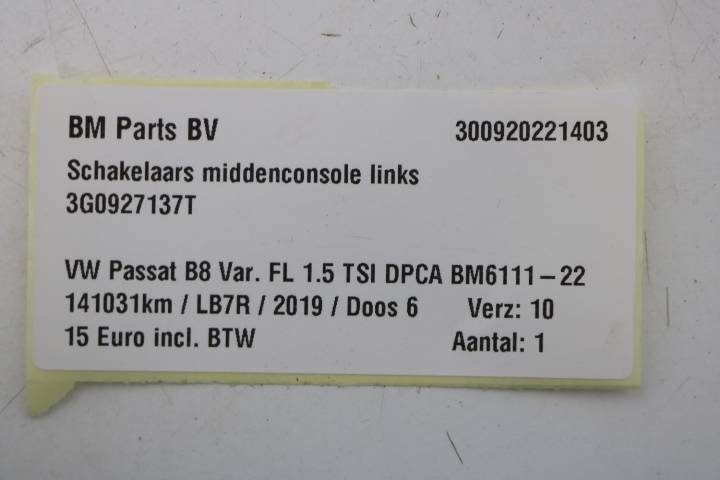 BM Parts BV 300920221403
Schakelaars middenconsole links
3G0927137T
VW Passat B8 Var. FL 1.5 TSI DPCA BM6111-22
141031km / LB7R / 2019 / Doos 6 Verz: 10
15 Euro incl. BTW Aantal: 1